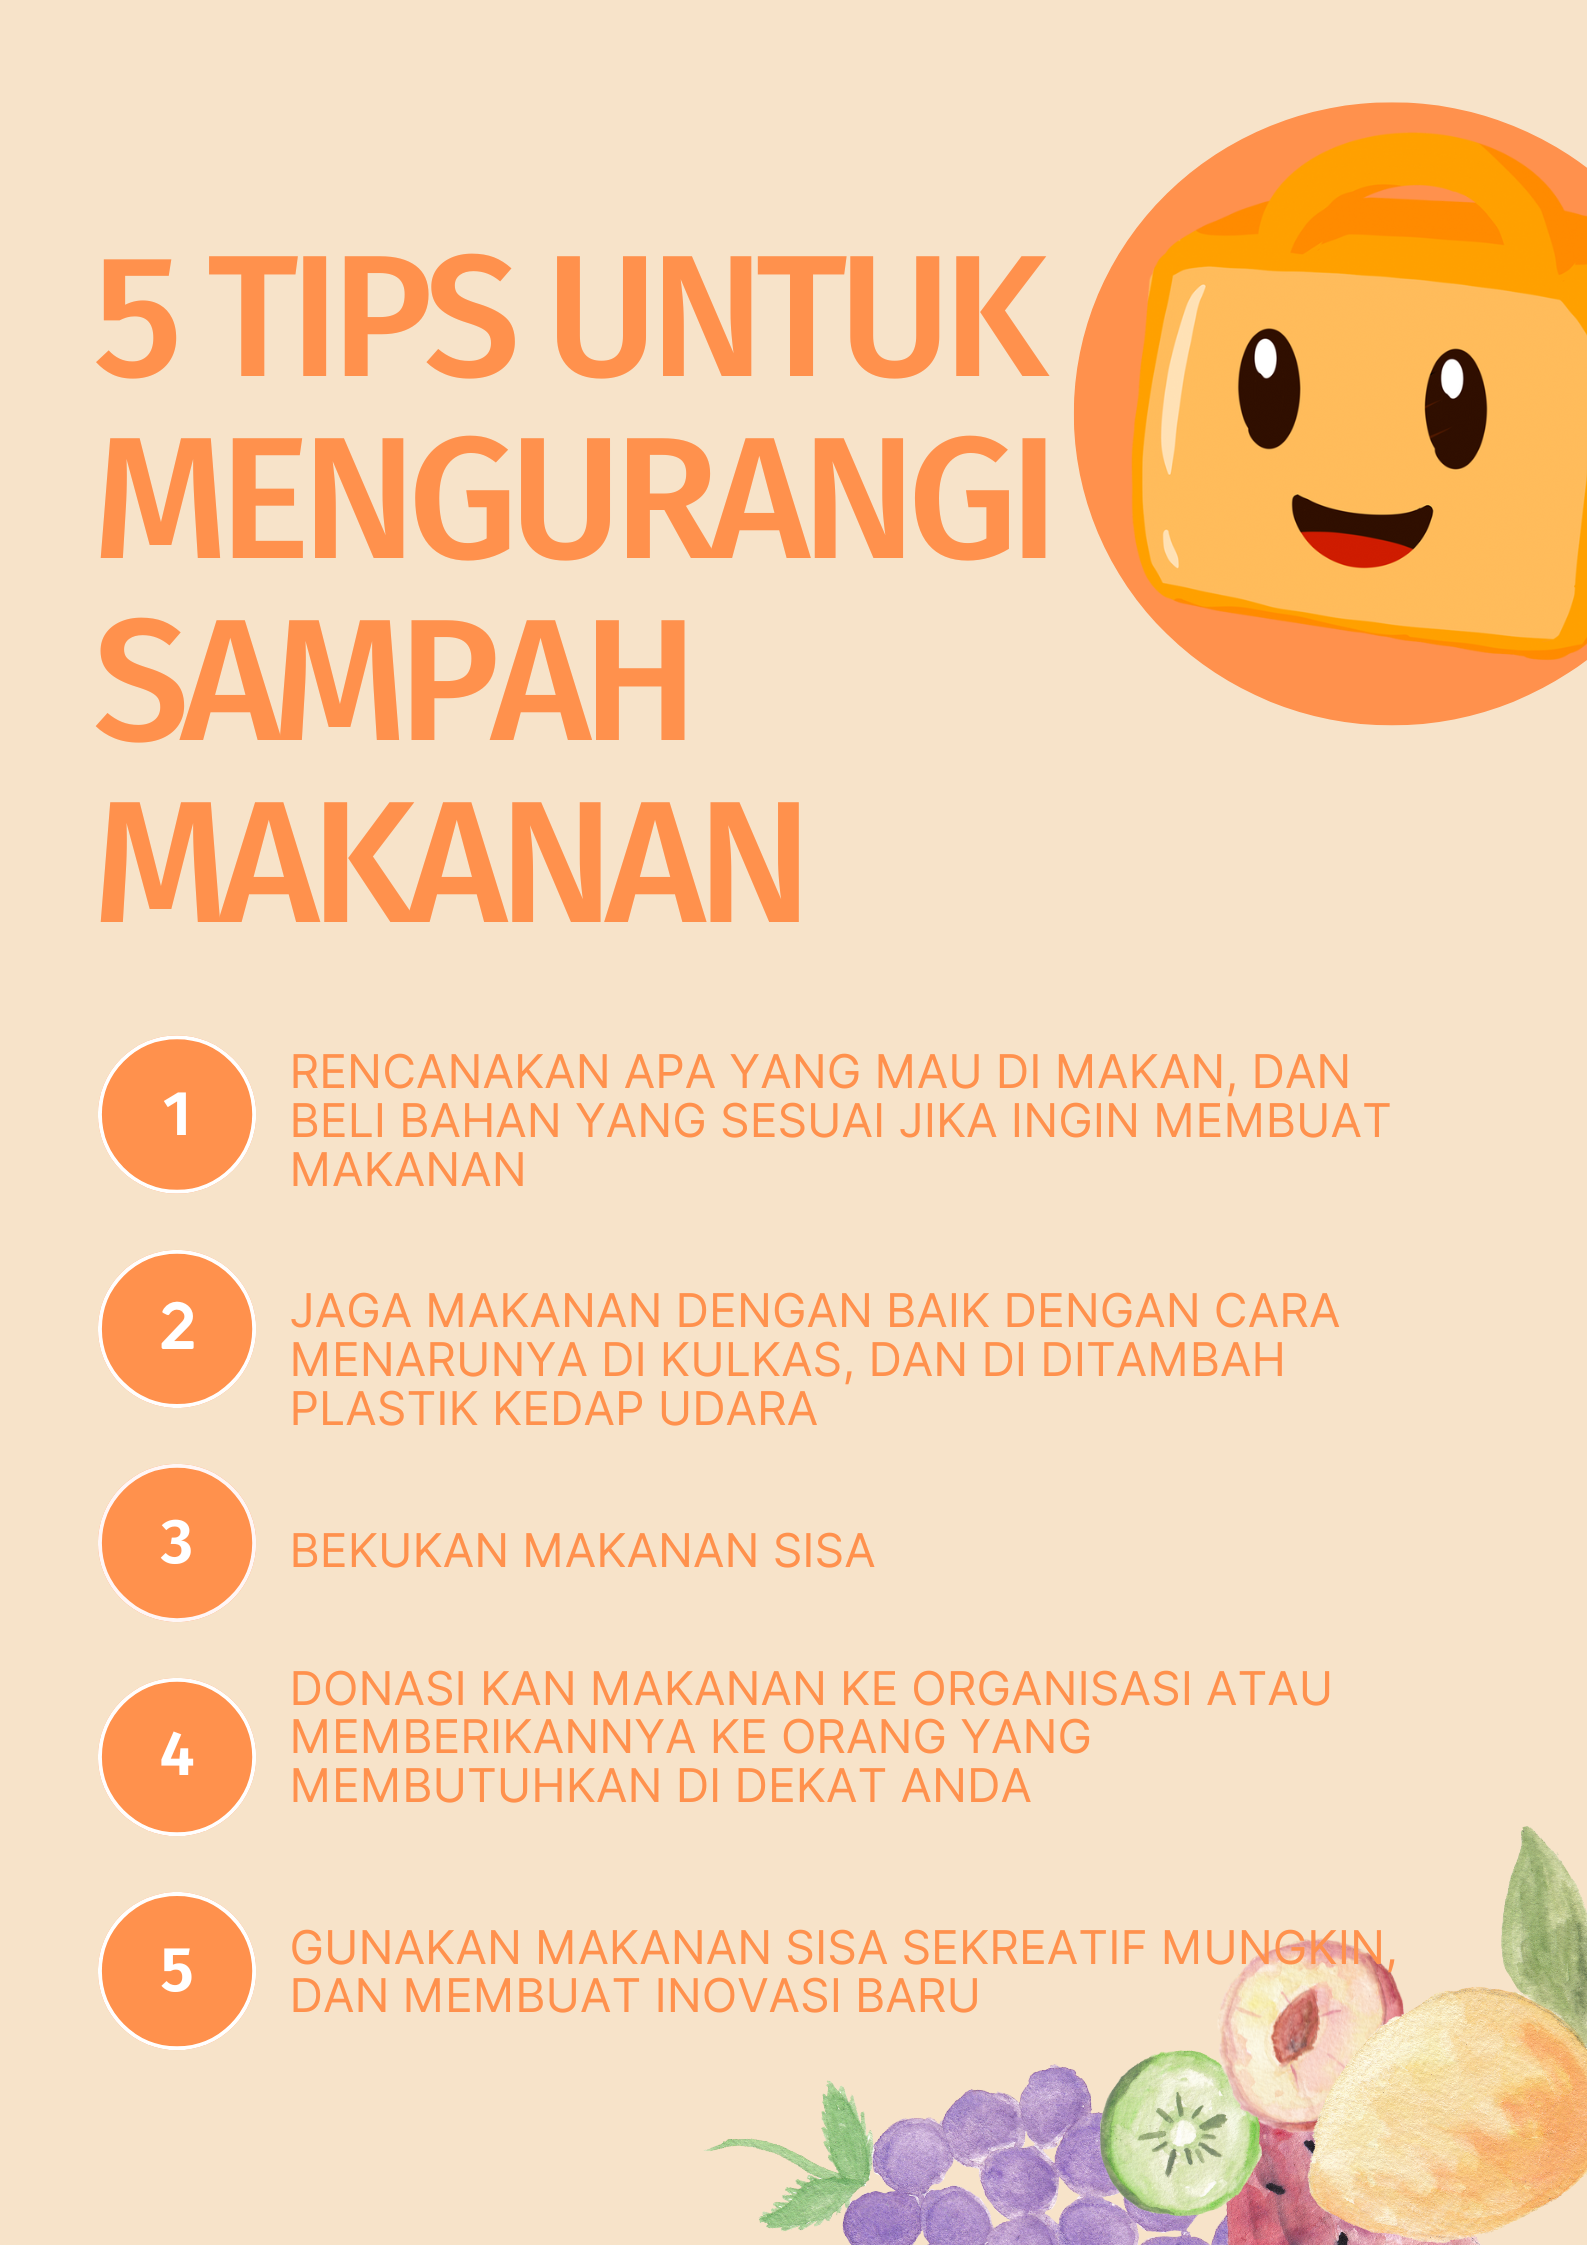 5 TIPS UNTUK
MENGURANGI
SAMPAH
MAKANAN
1
RENCANAKAN APA YANG MAU DI MAKAN, DAN
BELI BAHAN YANG SESUAI JIKA INGIN MEMBUAT
MAKANAN
2
JAGA MAKANAN DENGAN BAIK DENGAN CARA
MENARUNYA DI KULKAS, DAN DI DITAMBAH
PLASTIK KEDAP UDARA
3
BEKUKAN MAKANAN SISA
4
DONASI KAN MAKANAN KE ORGANISASI ATAU
MEMBERIKANNYA KE ORANG YANG
MEMBUTUHKAN DI DEKAT ANDA
5
GUNAKAN MAKANAN SISA SEKREATIF MUNGKIN,
DAN MEMBUAT INOVASI BARU